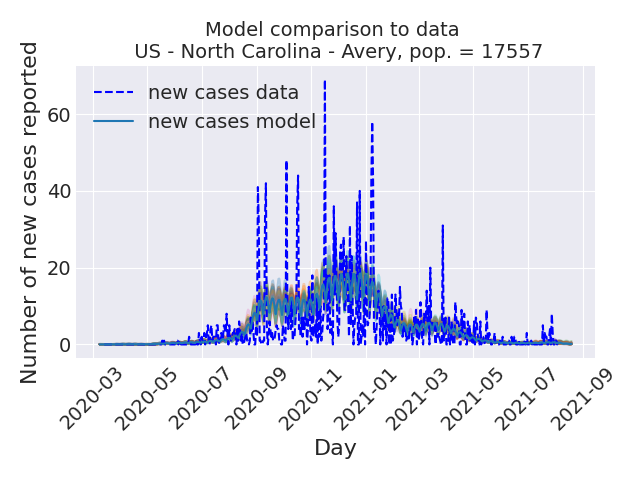 Model comparison to data
US - North Carolina - Avery, pop. = 17557
Number of new cases reported
60
40
20
0
new cases data
new cases model
2020-03
2020-05
2020-07
2020-09
2020-11
2021-01
2021-03
2021-05
2021-07
2021-09
Day